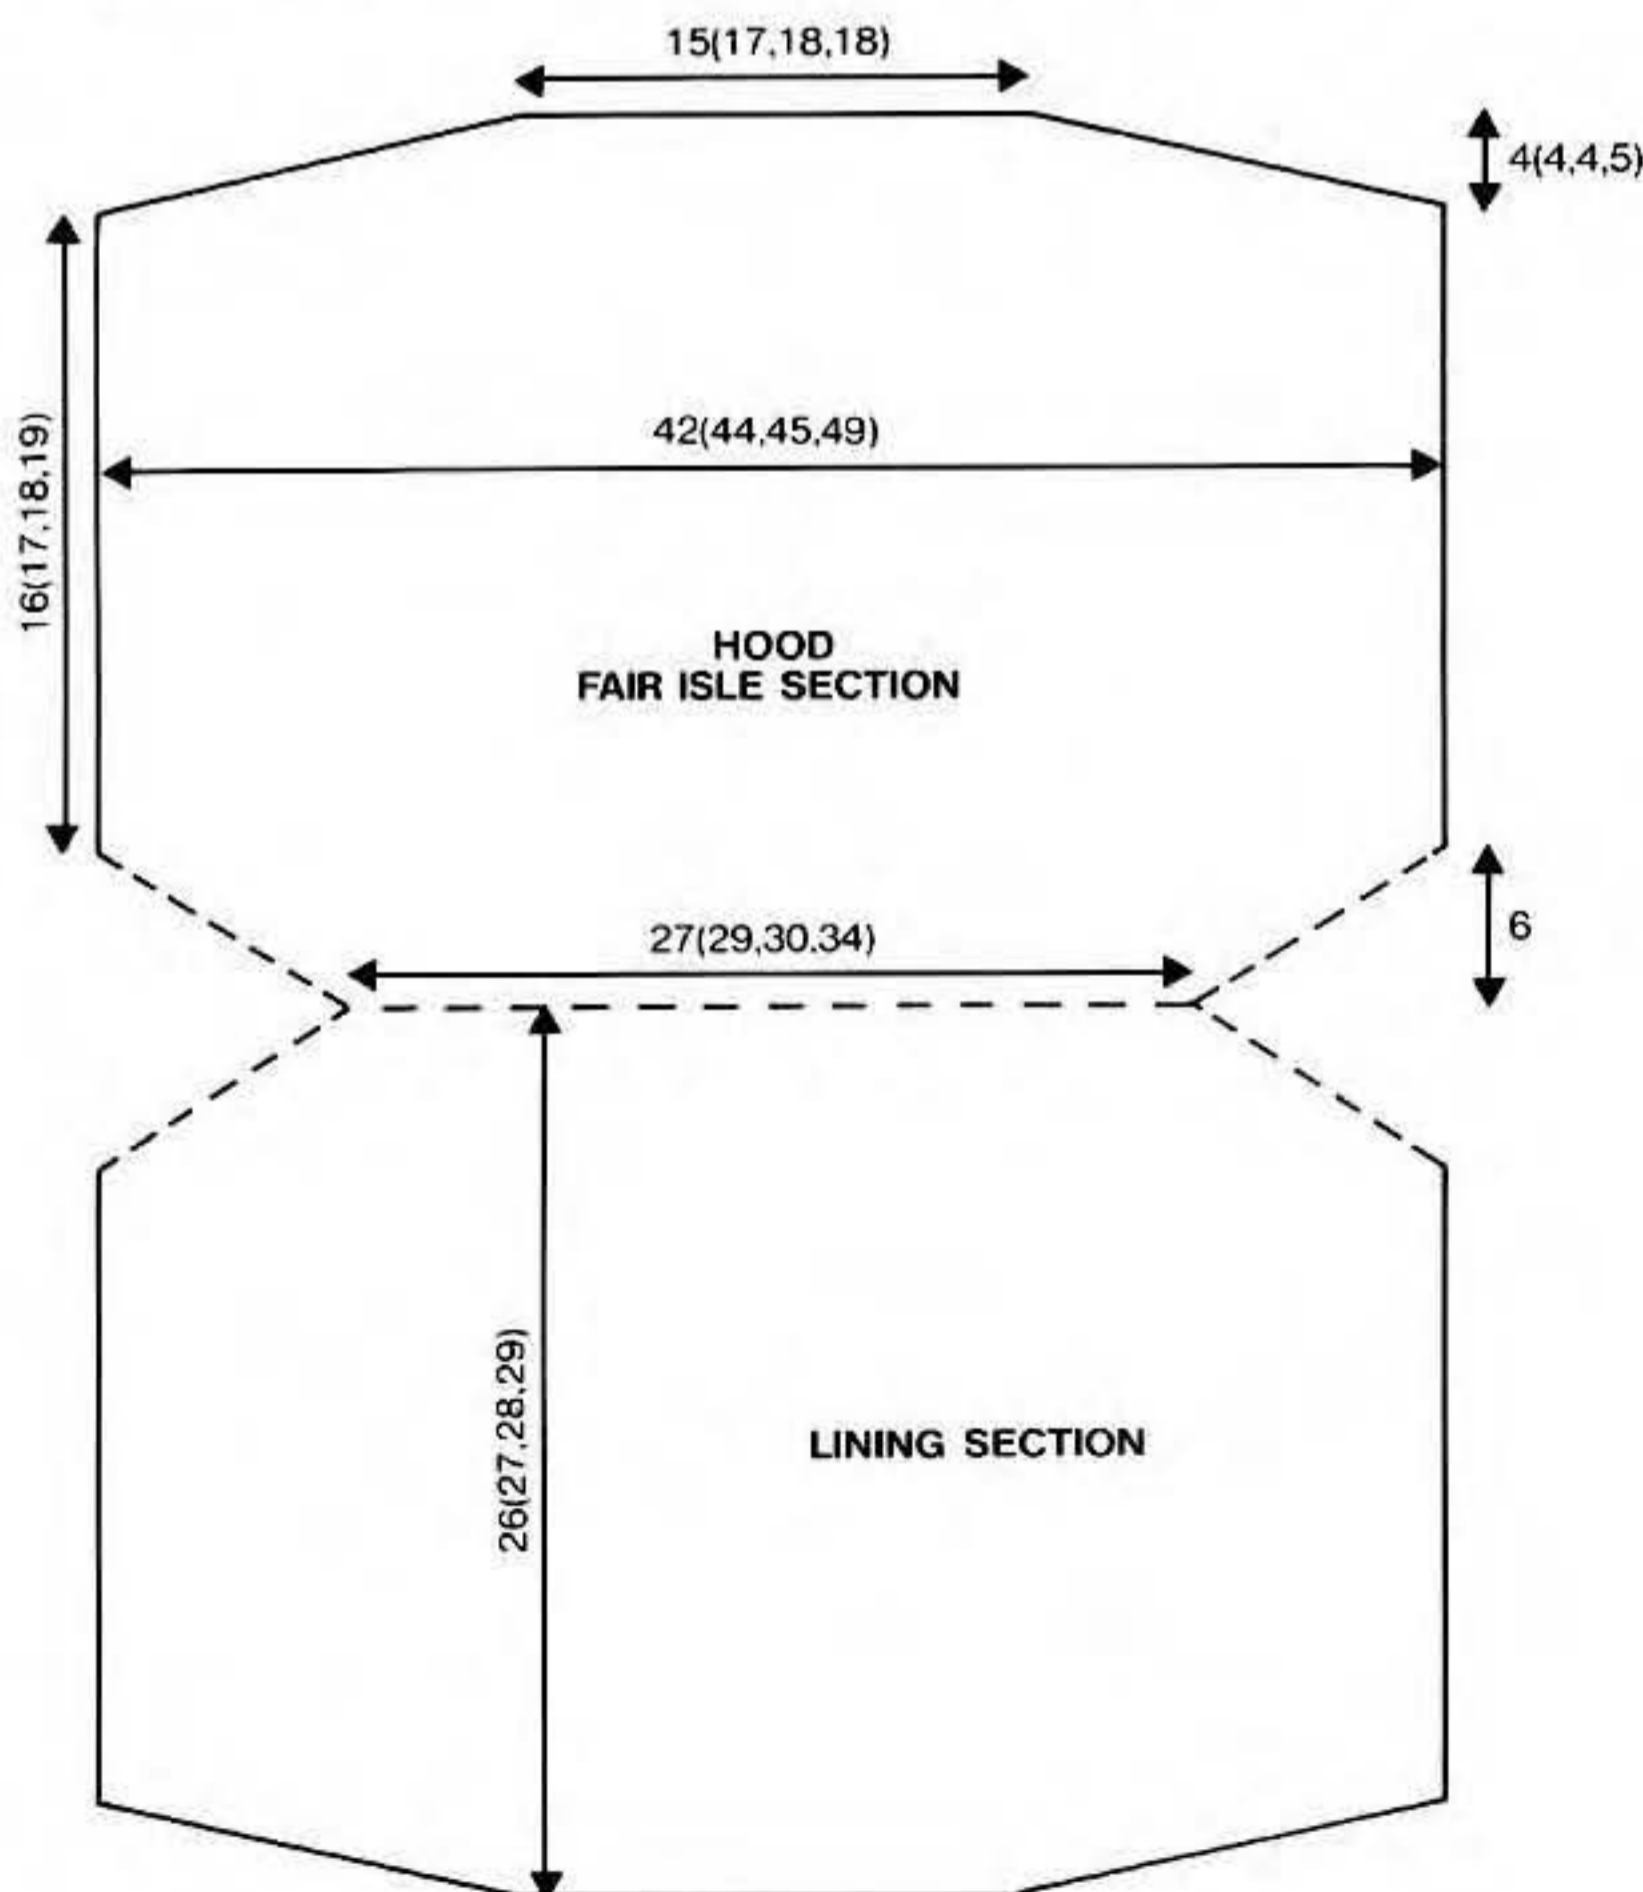 15(17,18,18)
4(4,4,5)
16(17,18,19)
42(44,45,49)
HOOD
FAIR ISLE SECTION
27(29,30,34)
6
26(27,28,29)
LINING SECTION